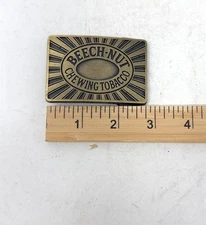 BEECH-NUT
CHEWING TOBACCO
1 2 3 4